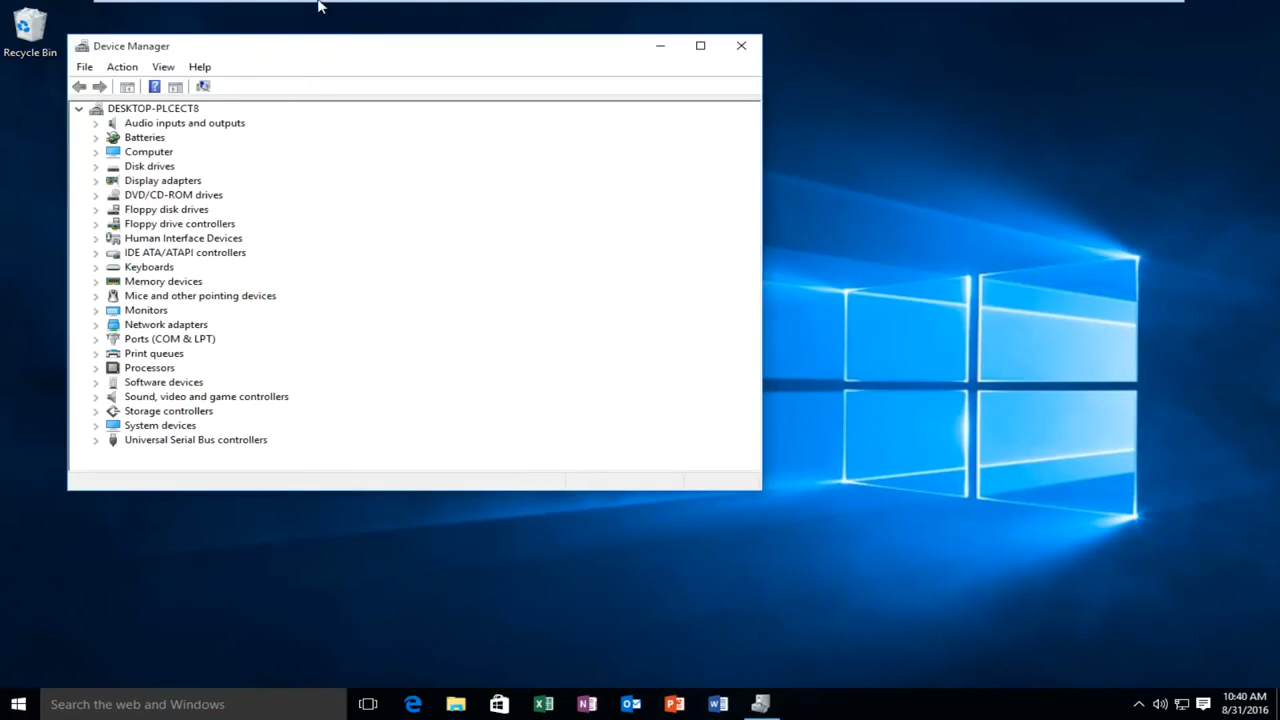 Recycle Bin
Device Manager
File Action View Help
DESKTOP-PLCECT8
Audio inputs and outputs
Batteries
Computer
Disk drives
Display adapters
DVD/CD-ROM drives
Floppy disk drives
Floppy drive controllers
Human Interface Devices
IDE ATA/ATAPI controllers
Keyboards
Memory devices
Mice and other pointing devices
Monitors
Network adapters
Ports (COM & LPT)
Print queues
Processors
Software devices
Sound, video and game controllers
Storage controllers
System devices
Universal Serial Bus controllers
Search the web and Windows
10:40 AM
8/31/2016